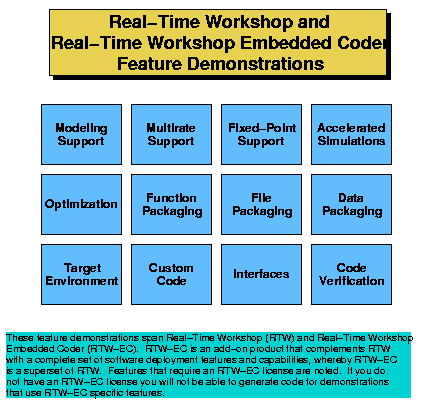 Real-Time Workshop and
Real-Time Workshop Embedded Coder
Feature Demonstrations
Modeling
Support
Multirate
Support
Fixed-Point
Support
Accelerated
Simulations
Optimization
Function
Packaging
File
Packaging
Data
Packaging
Target
Environment
Custom
Code
Interfaces
Code
Verification
These feature demonstrations span Real-Time Workshop (RTW) and Real-Time Workshop
Embedded Coder (RTW-EC). RTW-EC is an add-on product that complements RTW
with a complete set of software deployment features and capabilities, whereby RTW-EC
is a superset of RTW. Features that require an RTW-EC license are noted. If you do
not have an RTW-EC license you will not be able to generate code for demonstrations
that use RTW-EC specific features.